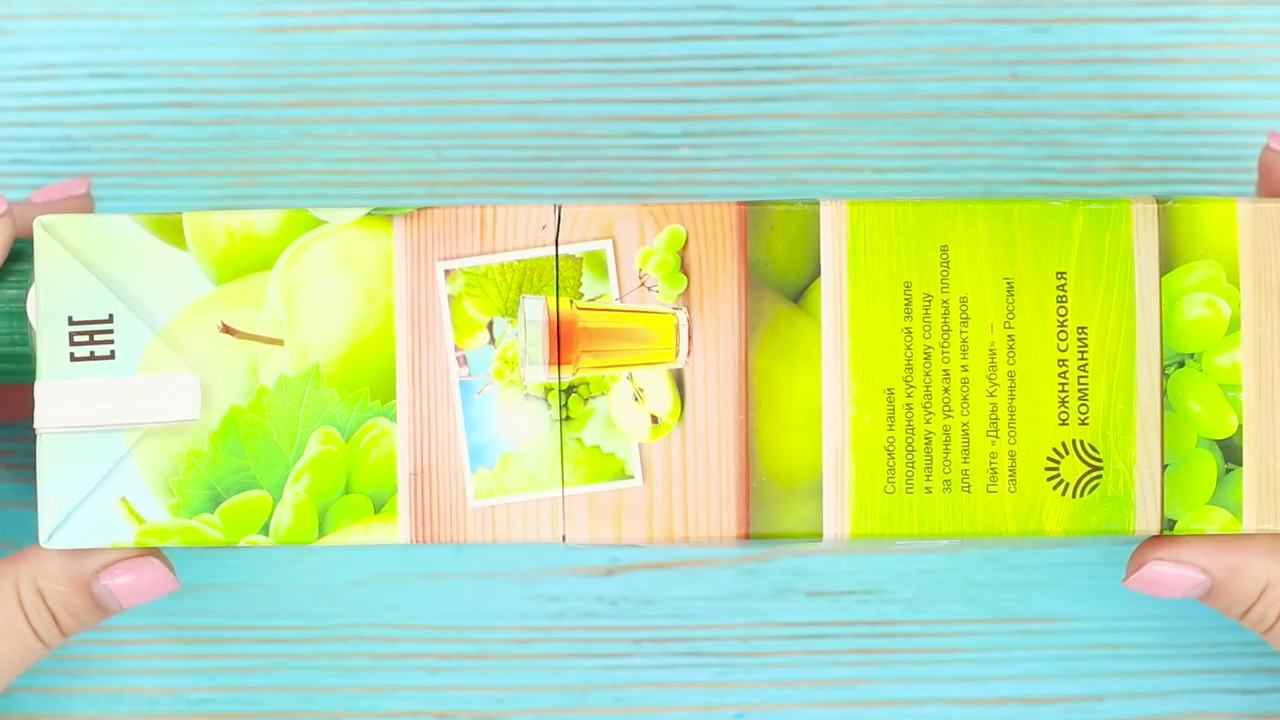 ЕАС
Спасибо нашей
плодородной кубанской земле
и нашему кубанскому солнцу
за сочные урожаи отборных плодов
для наших соков и нектаров.
Пейте «Дары Кубани» –
самые солнечные соки России!
ЮЖНАЯ СОКОВАЯ
КОМПАНИЯ